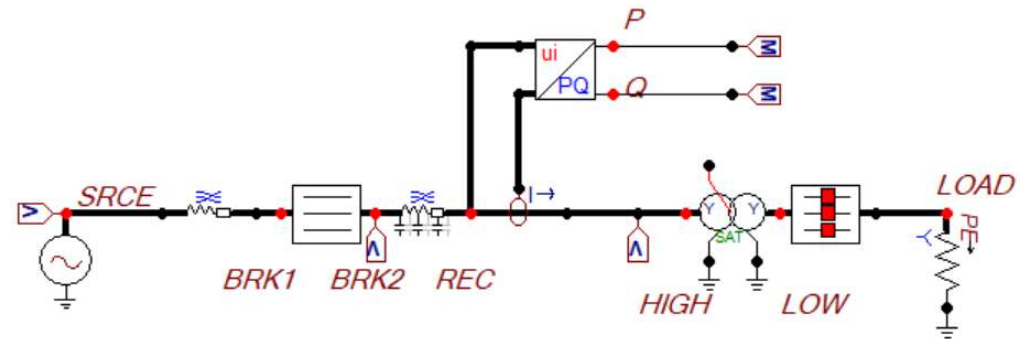 P
ui
PQ
Q
M
M
SRCE
V
I→
V
V
BRK1
BRK2
REC
HIGH
Y
Y
SAT
LOW
LOAD
PE
Y